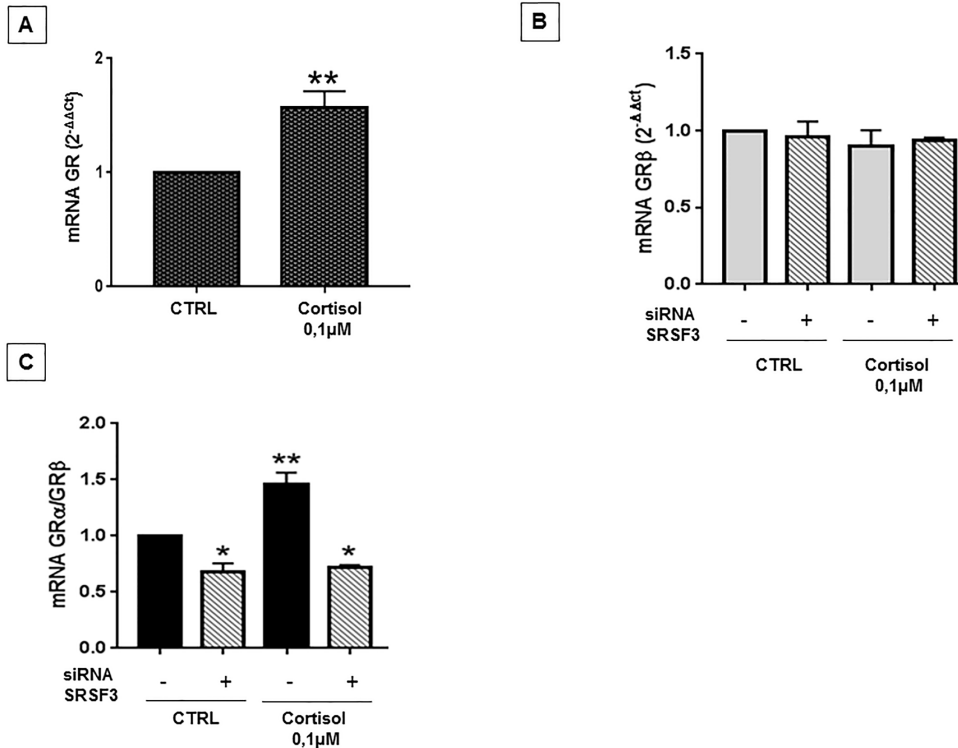 A
mRNA GR (2-ΔΔCt)
2
1
0
**
CTRL
Cortisol
0,1µM
B
mRNA GRβ (2-ΔΔCt)
1.5
1.0
0.5
0.0
siRNA
SRSF3
- + - +
CTRL
Cortisol
0,1µM
C
mRNA GRα/GRβ
2.0
1.5
1.0
0.5
0.0
*
**
*
siRNA
SRSF3
- + - +
CTRL
Cortisol
0,1µM